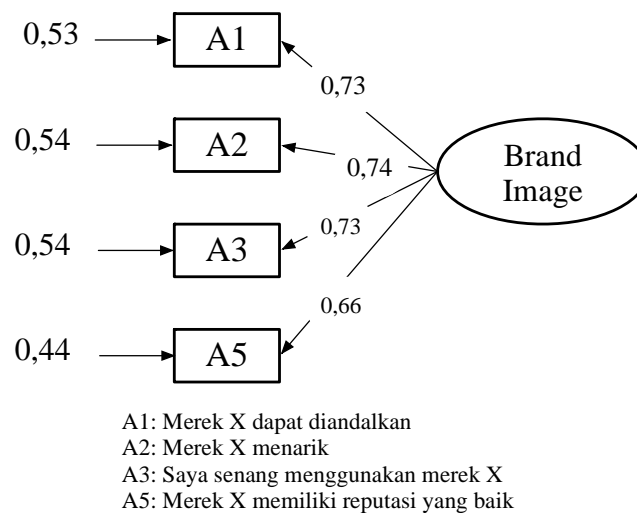 0,53
A1
0,73
0,54
A2
0,74
Brand
Image
0,54
A3
0,73
0,66
0,44
A5
A1: Merek X dapat diandalkan
A2: Merek X menarik
A3: Saya senang menggunakan merek X
A5: Merek X memiliki reputasi yang baik